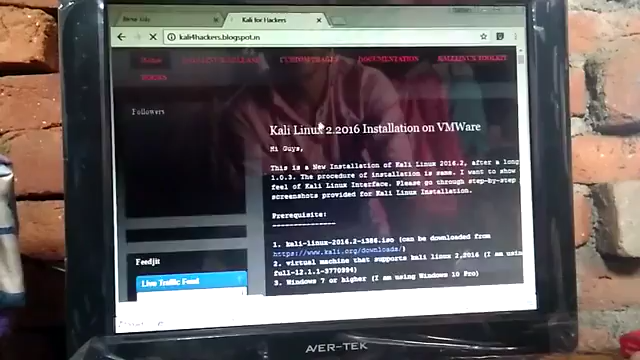 Kali for Hackers
kali4hackers.blogspot.in
Home
DOCUMENTATION
KALI LINUX TOOLKIT
BOOKS
Followers
Kali Linux 2.2016 Installation on VMWare
Hi Guys,
This is a New Installation of Kali Linux 2016.2, after a long
1.0.3. The procedure of installation is same. I want to show
feel of Kali Linux Interface. Please go through step-by-step
screenshots provided for Kali Linux Installation.
Prerequisite:
---------------
1. kali-linux-2016.2-i386.iso (can be downloaded from
https://www.kali.org/downloads/)
2. virtual machine that supports kali linux 2.2016 (I am using
full-12.1.1-3770994)
3. Windows 7 or higher (I am using Windows 10 Pro)
Feedjit
Live Traffic Feed
AVER-TEK